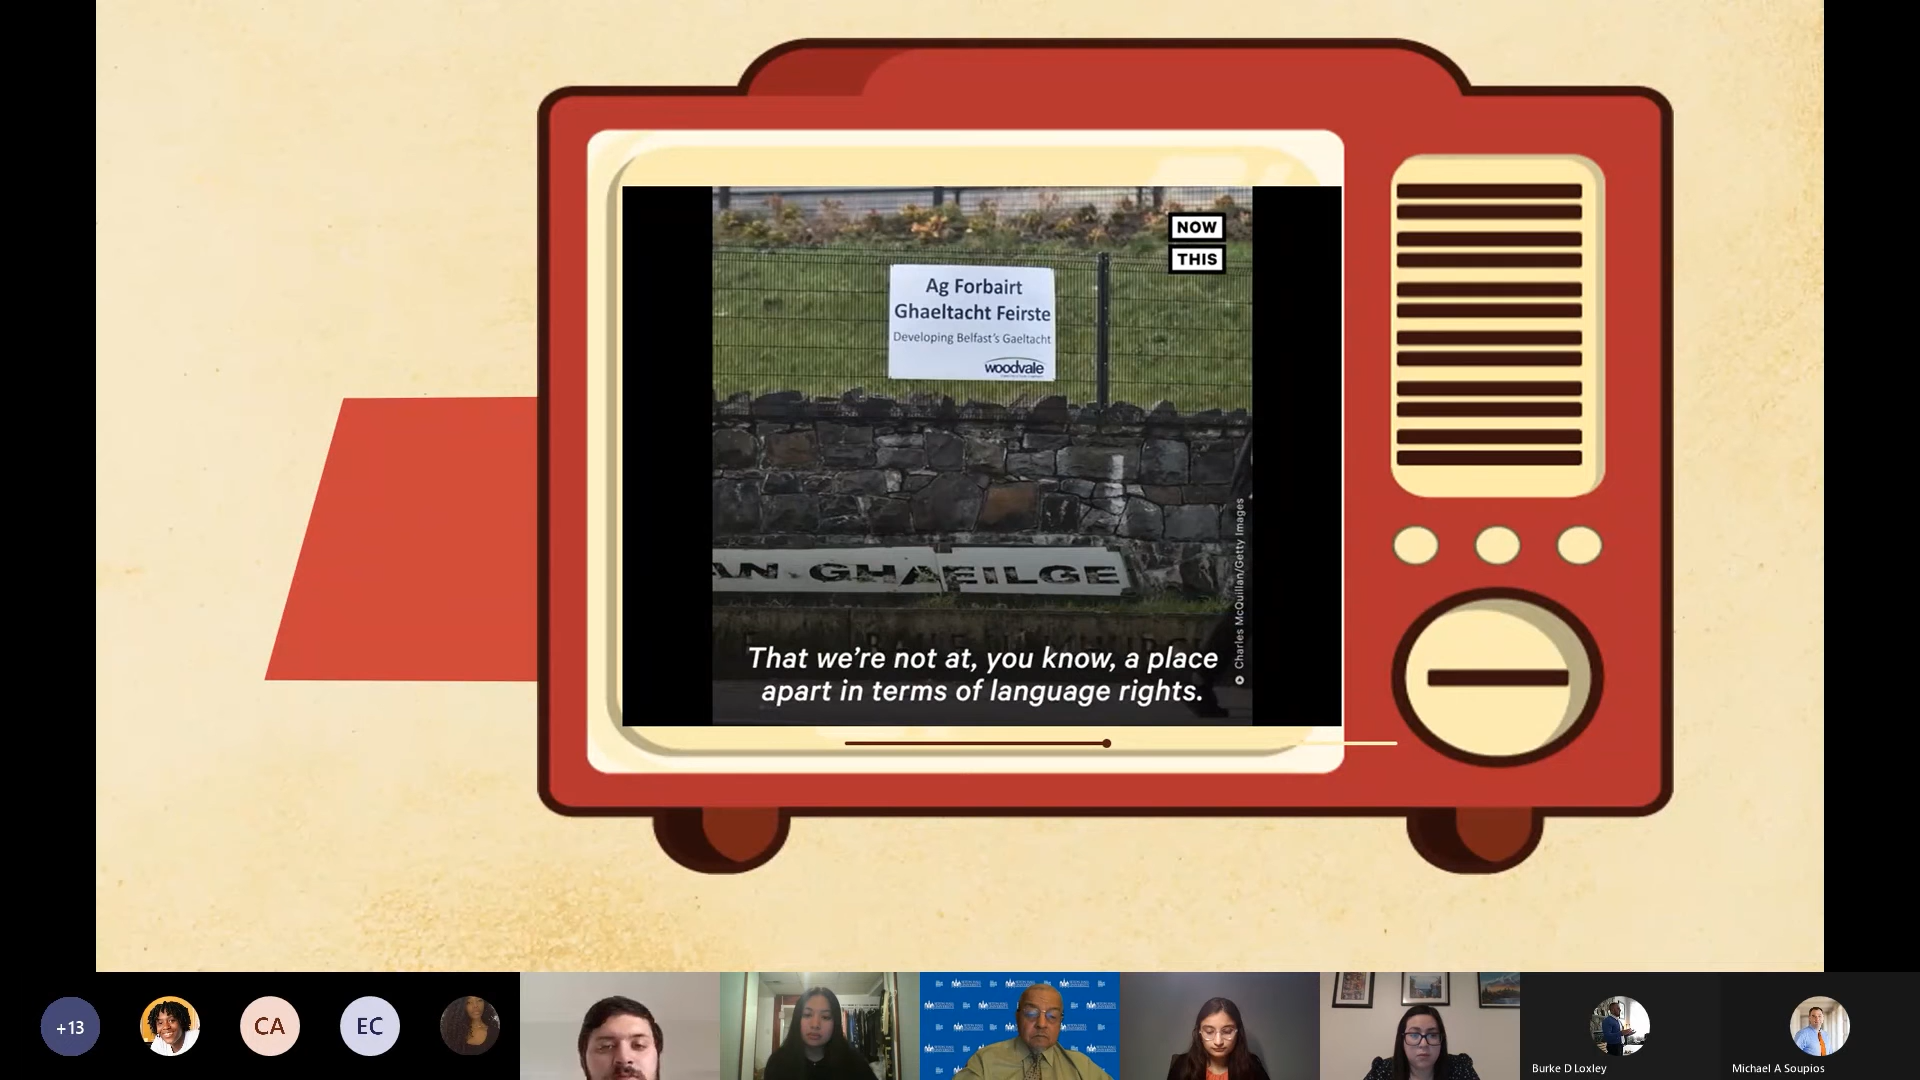 NOW
THIS
Ag Forbairt
Ghaeltacht Feirste
Developing Belfast's Gaeltacht
woodvale
AN GHAEILGE
That we're not at, you know, a place
apart in terms of language rights.
© Charles McQuillan/Getty Images
+13
CA
EC
Burke D Loxley
Michael A Soupios